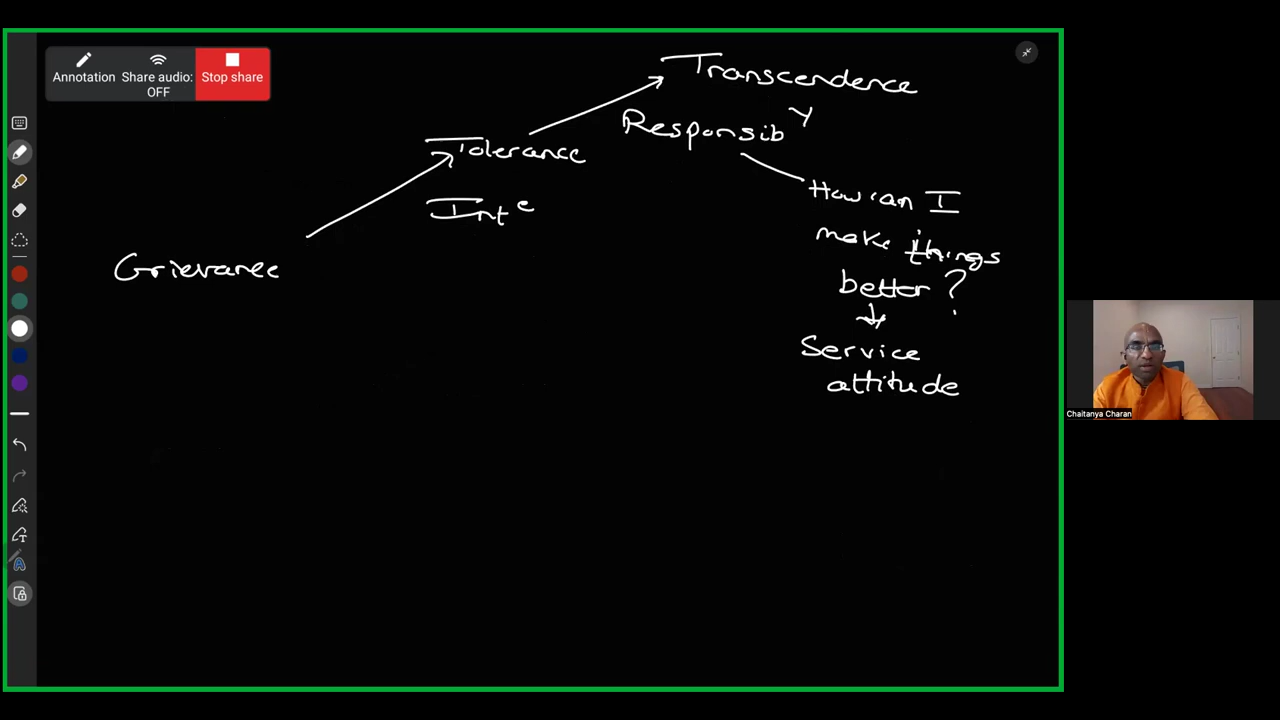 Annotation
Share audio:
OFF
Stop share
Transcendence
Responsib y
Tolerance
Int e
Grievance
How can I
make things
better?
Service
attitude
Chaitanya Charan